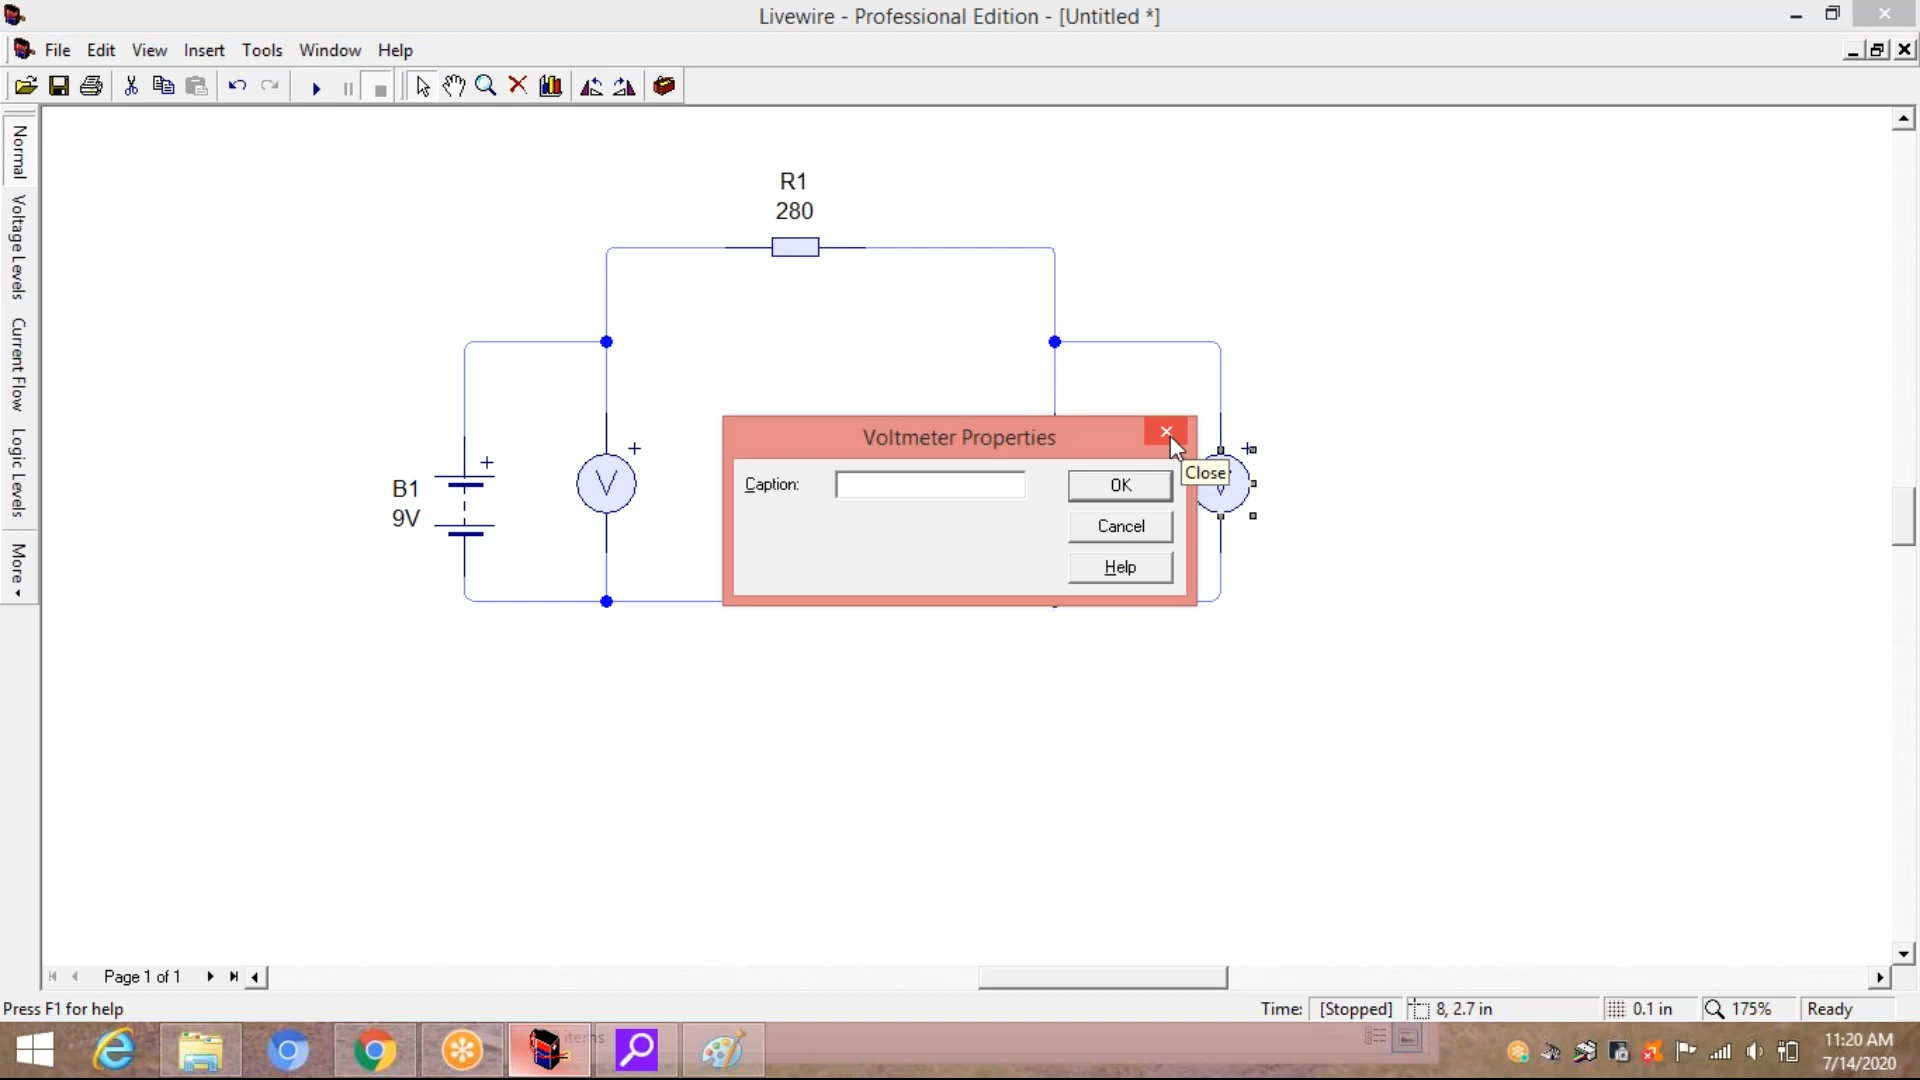 Livewire - Professional Edition - [Untitled *]
File Edit View Insert Tools Window Help
Normal
Voltage Levels
Current Flow
Logic Levels
More
R1
280
B1
9V
+
V
+
Voltmeter Properties
Caption:
OK
Cancel
Help
Close
+
Page 1 of 1
Press F1 for help
Time: [Stopped] 8, 2.7 in 0.1 in 175% Ready
items
11:20 AM
7/14/2020